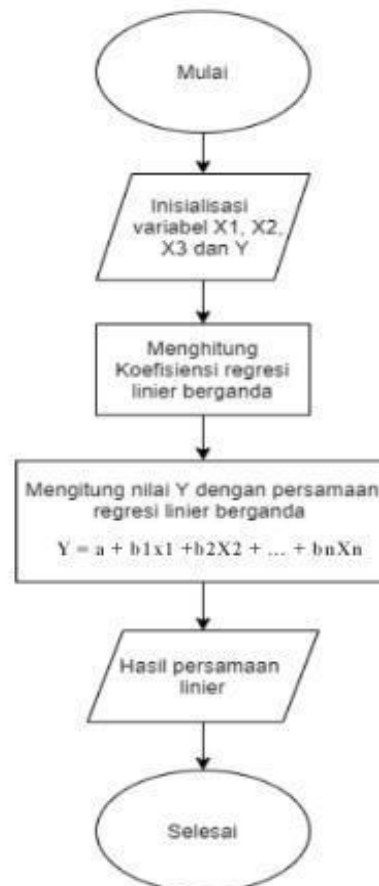 Mulai
Inisialisasi
variabel X1, X2,
X3 dan Y
Menghitung
Koefisiensi regresi
linier berganda
Mengitung nilai Y dengan persamaan
regresi linier berganda
Y = a + b1x1 +b2X2 + ... + bnXn
Hasil persamaan
linier
Selesai